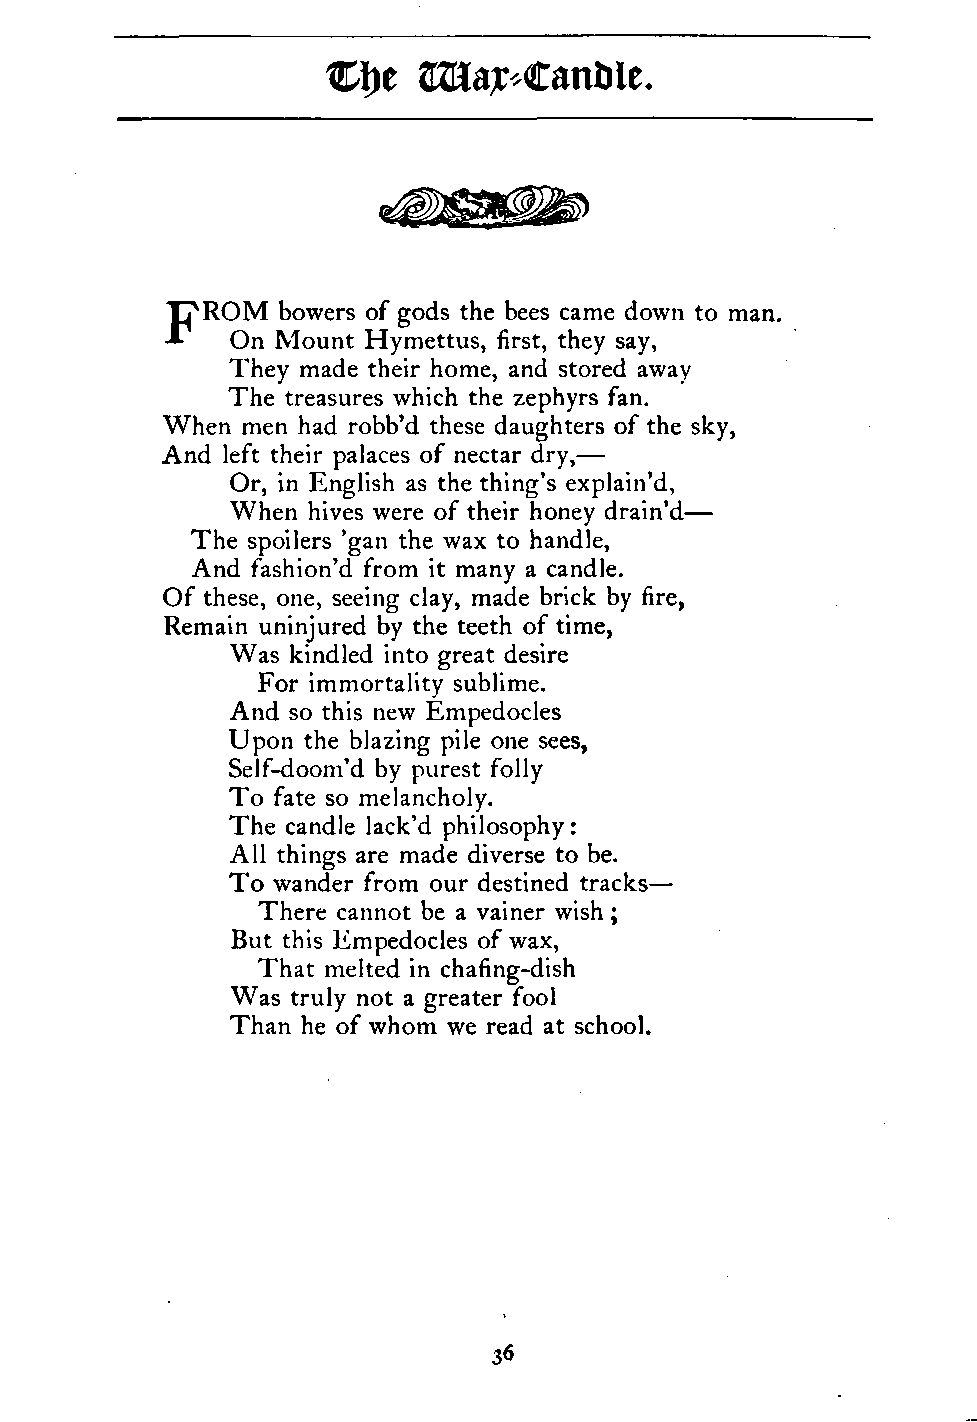 The Wax-Candle.
FROM bowers of gods the bees came down to man.
On Mount Hymettus, first, they say,
They made their home, and stored away
The treasures which the zephyrs fan.
When men had robb'd these daughters of the sky,
And left their palaces of nectar dry,—
Or, in English as the thing's explain'd,
When hives were of their honey drain'd—
The spoilers 'gan the wax to handle,
And fashion'd from it many a candle.
Of these, one, seeing clay, made brick by fire,
Remain uninjured by the teeth of time,
Was kindled into great desire
For immortality sublime.
And so this new Empedocles
Upon the blazing pile one sees,
Self-doom'd by purest folly
To fate so melancholy.
The candle lack'd philosophy:
All things are made diverse to be.
To wander from our destined tracks—
There cannot be a vainer wish;
But this Empedocles of wax,
That melted in chafing-dish
Was truly not a greater fool
Than he of whom we read at school.
36